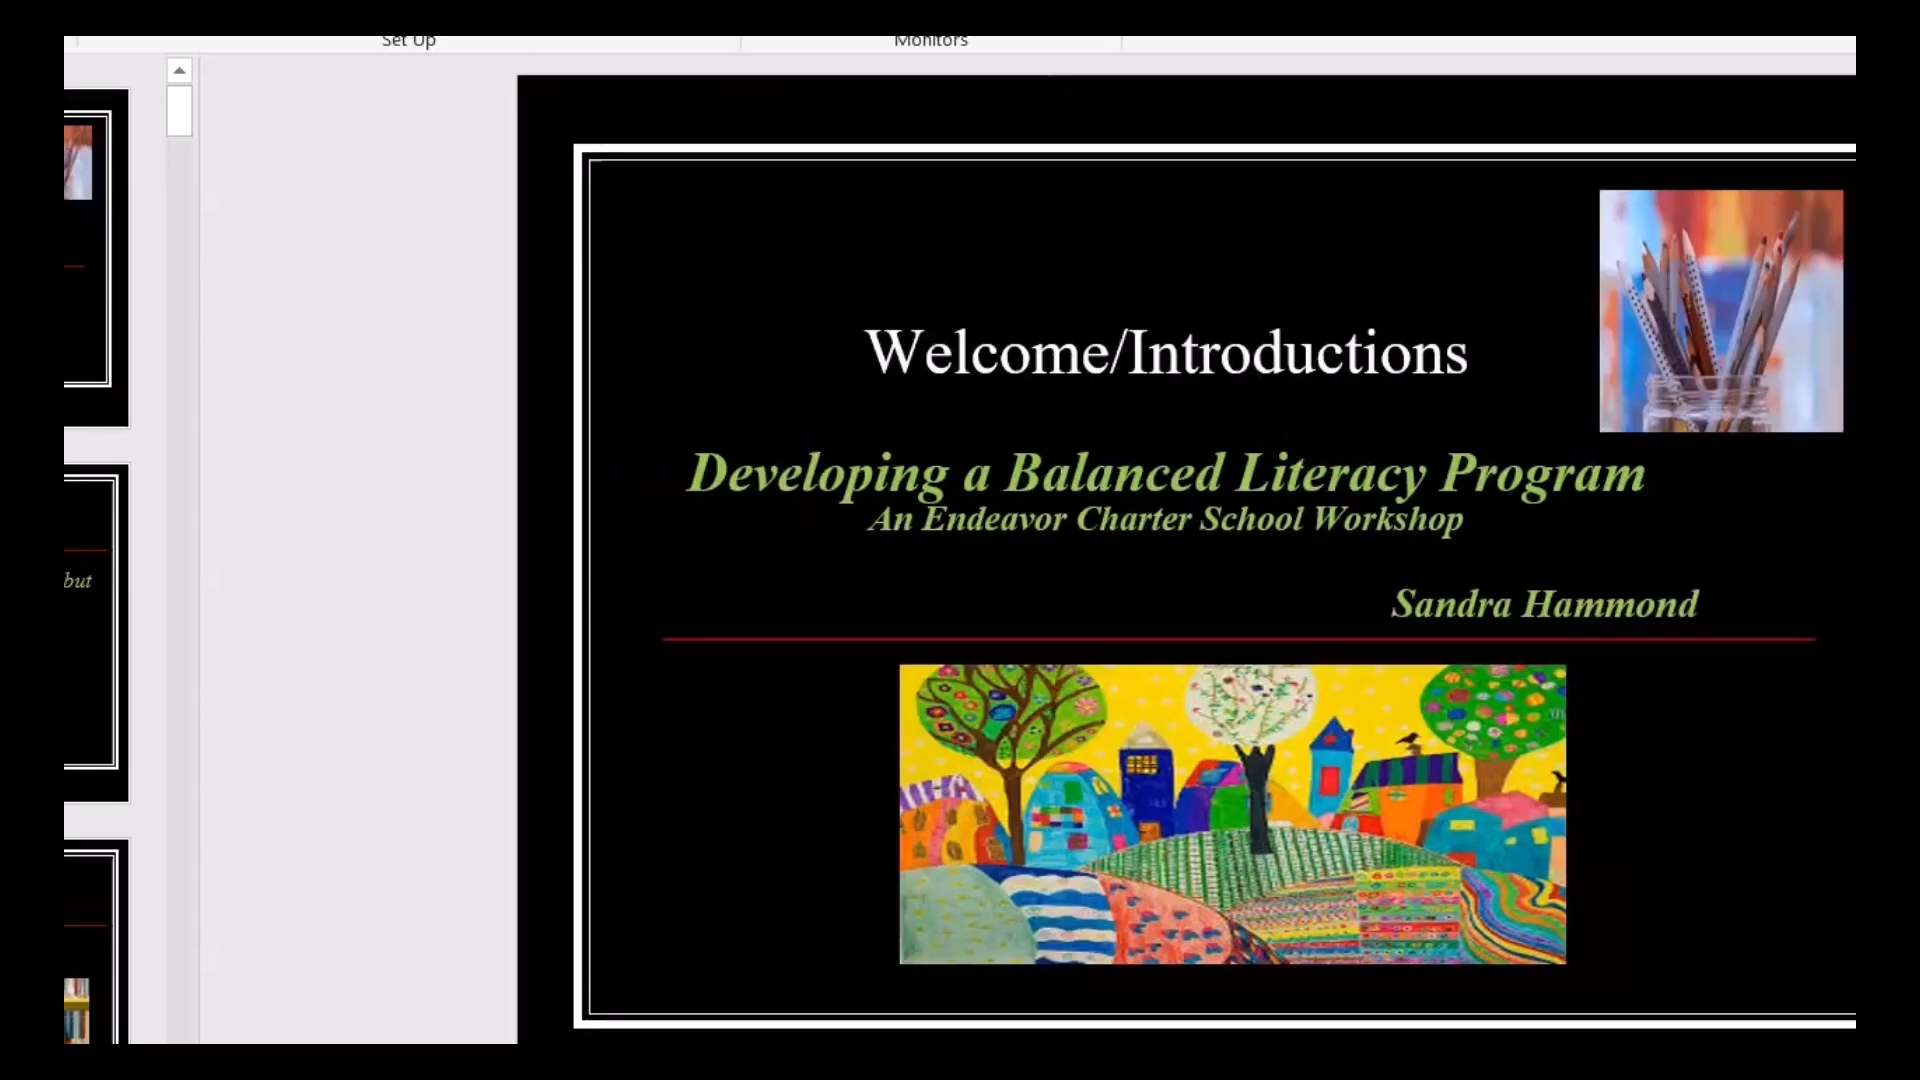 Set Up
Monitors
but
Welcome/Introductions
Developing a Balanced Literacy Program
An Endeavor Charter School Workshop
Sandra Hammond